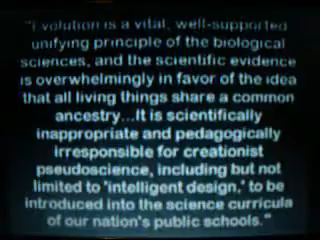 "Evolution is a vital, well-supported
unifying principle of the biological
sciences, and the scientific evidence
is overwhelmingly in favor of the idea
that all living things share a common
ancestry...It is scientifically
inappropriate and pedagogically
irresponsible for creationist
pseudoscience, including but not
limited to 'intelligent design,' to be
introduced into the science curricula
of our nation's public schools."